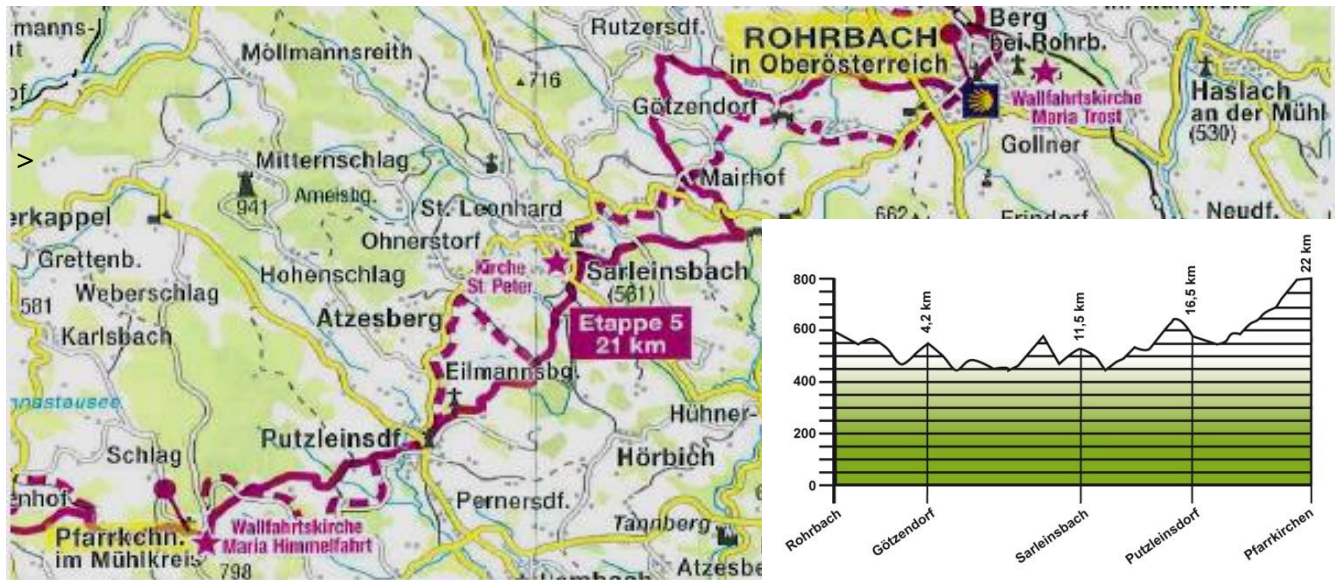 Rutzersdf.
ROHRBACH
in Oberösterreich
Berg
bei Rohrb.
Mollmannsreith
716
Götzendorf
Wallfahrtskirche
Maria Trost
Haslach
an der Mühl
(530)
Gollner
>
Mitternschlag
941
Ameisbg.
Mairhof
erkappel
St. Leonhard
662
Neudf.
Ohnerstorf
Grettenb.
Hohenschlag
Kirche
St. Peter
Sarleinsbach
(561)
581
Weberschlag
Atzesberg
Etappe 5
21 km
Karlsbach
Eilmannsbg.
Hühner-
Putzleinsdf.
Schlag
Hörbich
enhof
Pernersdf.
Pfarrkchn.
im Mühlkreis
Wallfahrtskirche
Maria Himmelfahrt
798
Tannberg
Atzesbe
4,2 km
11,5 km
16,5 km
22 km
800
600
400
200
0
Rohrbach
Götzendorf
Sarleinsbach
Putzleinsdorf
Pfarrkirchen